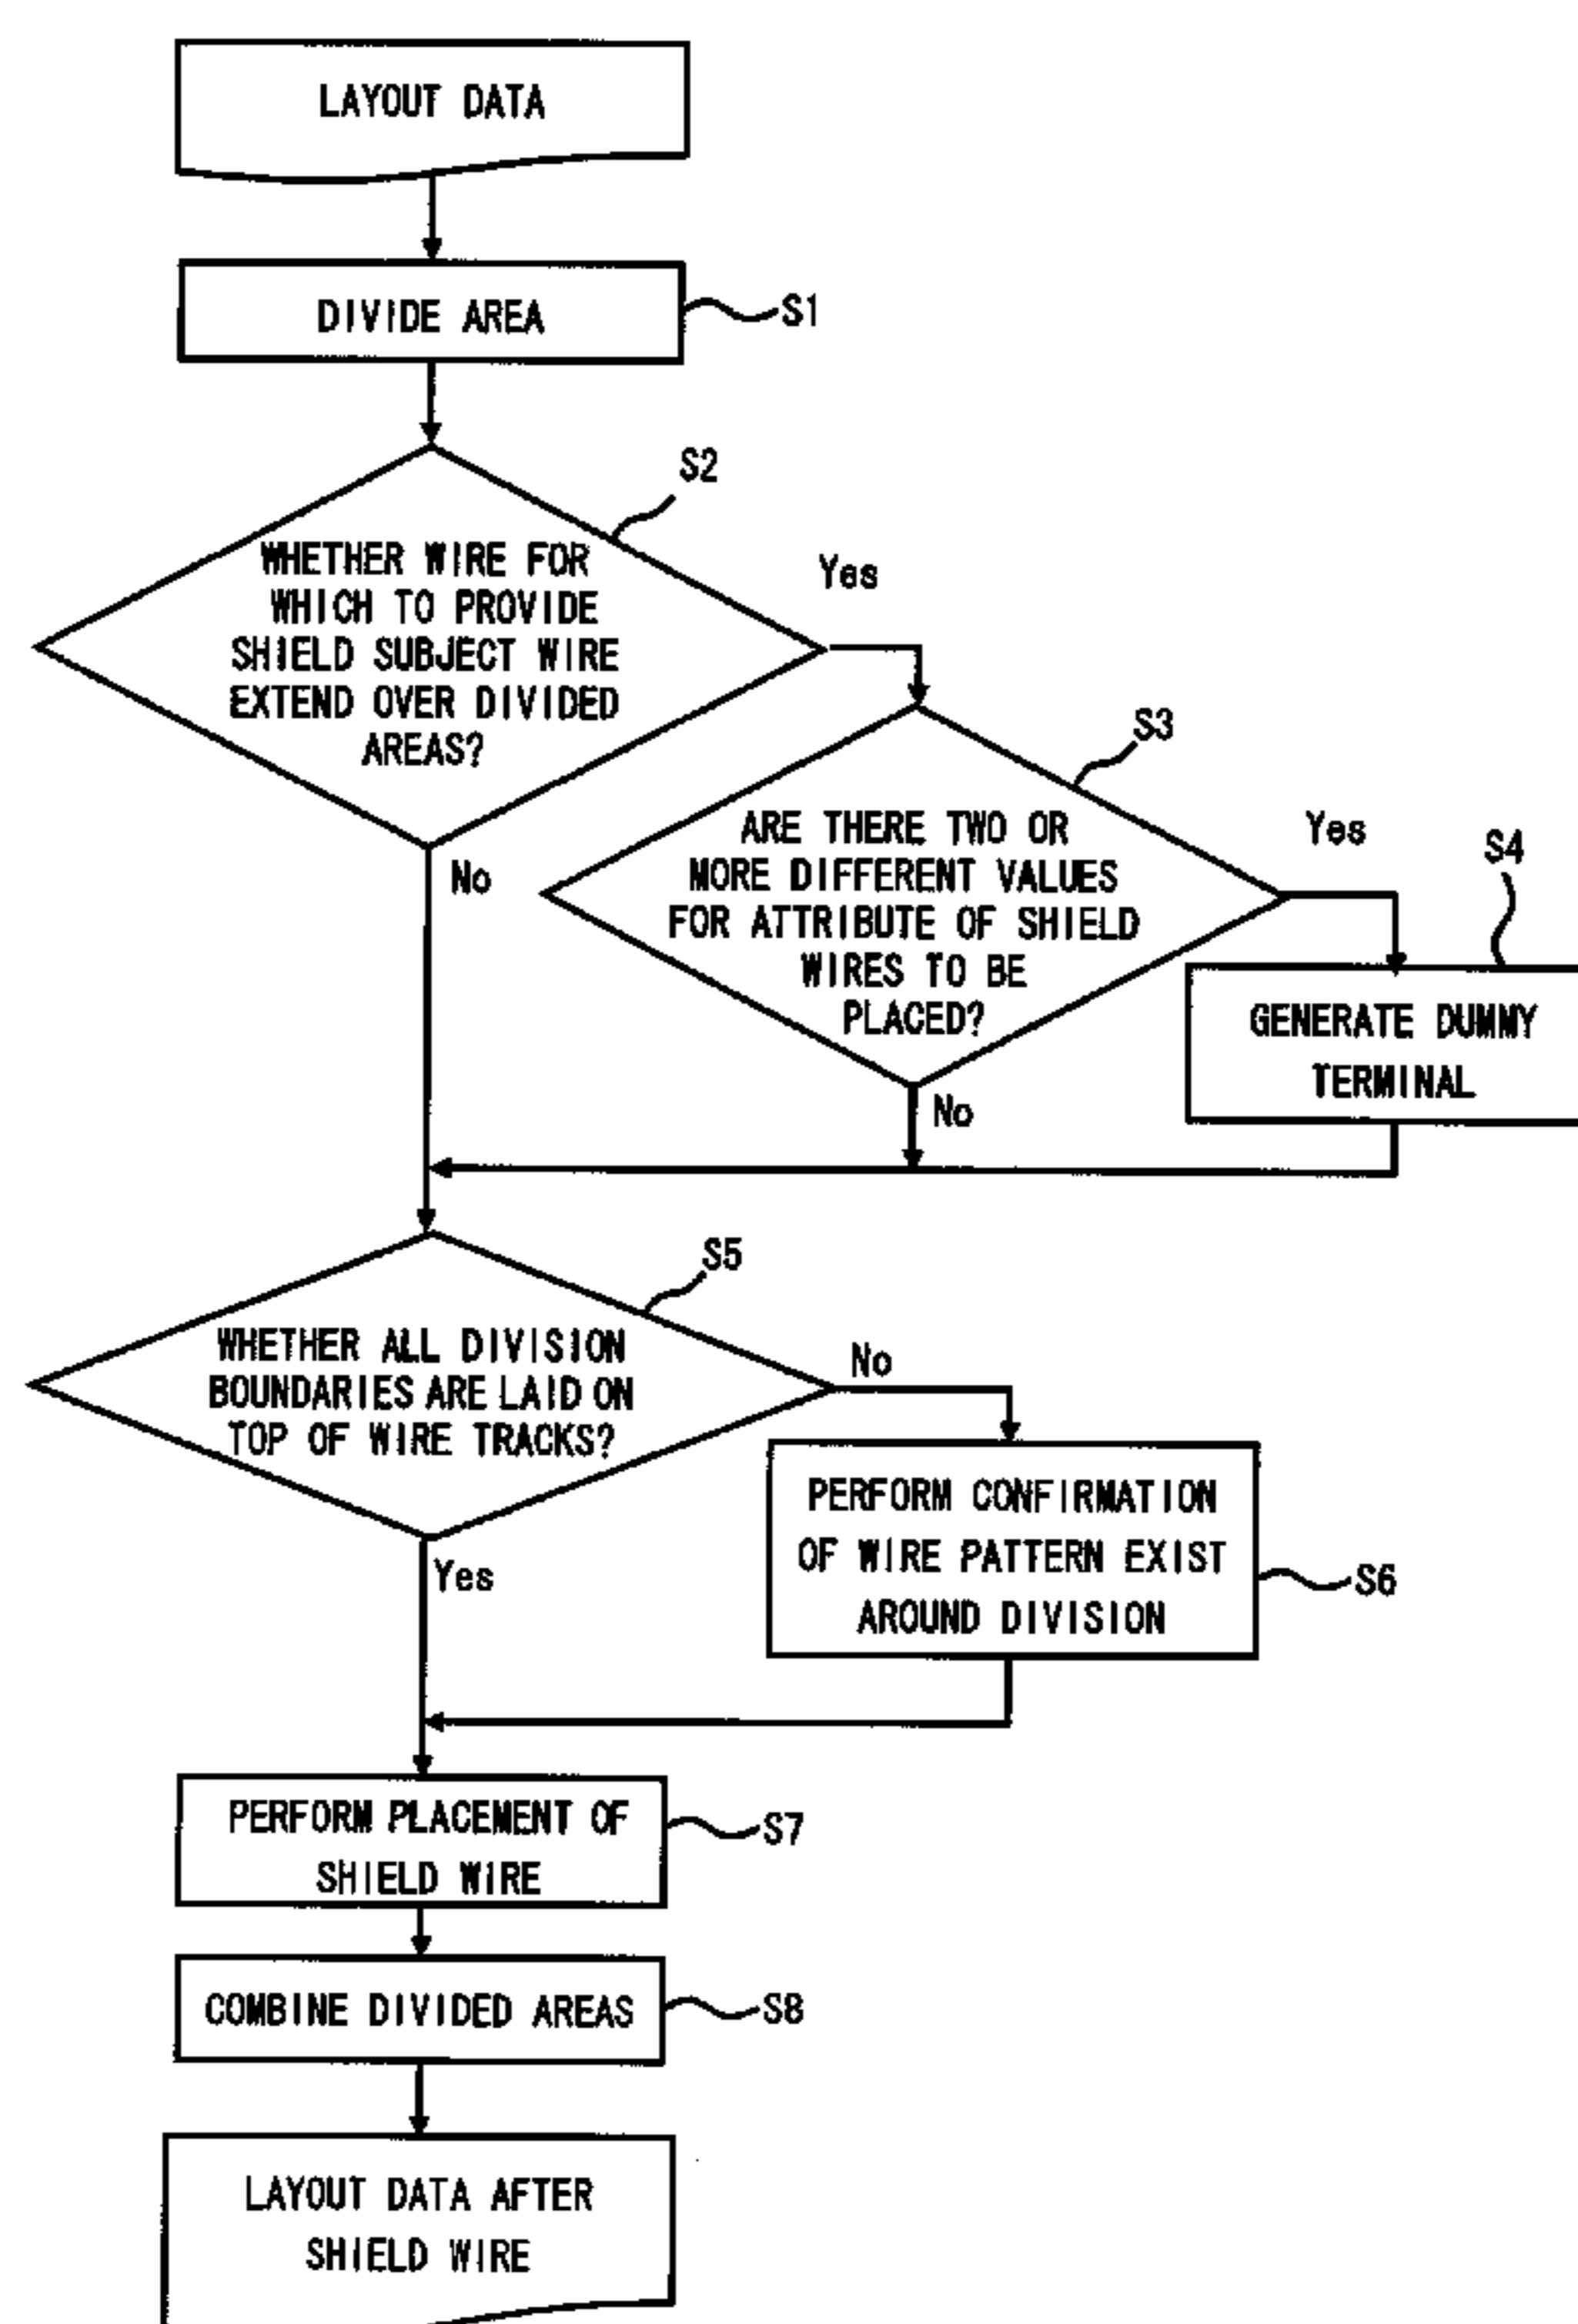 LAYOUT DATA
DIVIDE AREA
S1
S2
WHETHER WIRE FOR
WHICH TO PROVIDE
SHIELD SUBJECT WIRE
EXTEND OVER DIVIDED
AREAS?
Yes
No
S3
ARE THERE TWO OR
MORE DIFFERENT VALUES
FOR ATTRIBUTE OF SHIELD
WIRES TO BE
PLACED?
Yes
No
S4
GENERATE DUMMY
TERMINAL
S5
WHETHER ALL DIVISION
BOUNDARIES ARE LAID ON
TOP OF WIRE TRACKS?
No
Yes
PERFORM CONFIRMATION
OF WIRE PATTERN EXIST
AROUND DIVISION
S6
PERFORM PLACEMENT OF
SHIELD WIRE
S7
COMBINE DIVIDED AREAS
S8
LAYOUT DATA AFTER
SHIELD WIRE